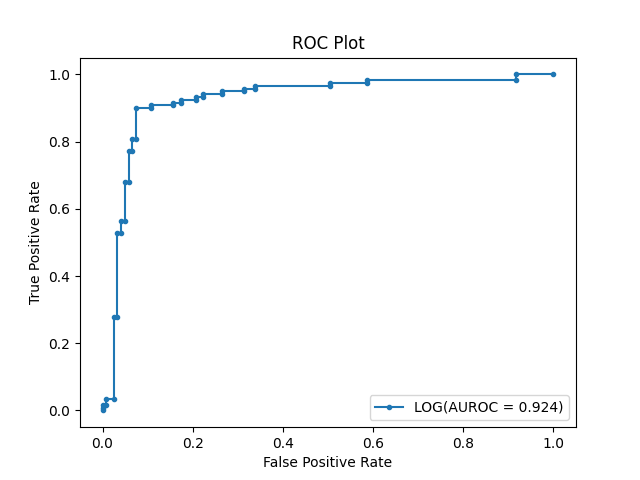 ROC Plot
1.0
0.8
0.6
0.4
0.2
0.0
True Positive Rate
LOG(AUROC = 0.924)
0.0 0.2 0.4 0.6 0.8 1.0
False Positive Rate